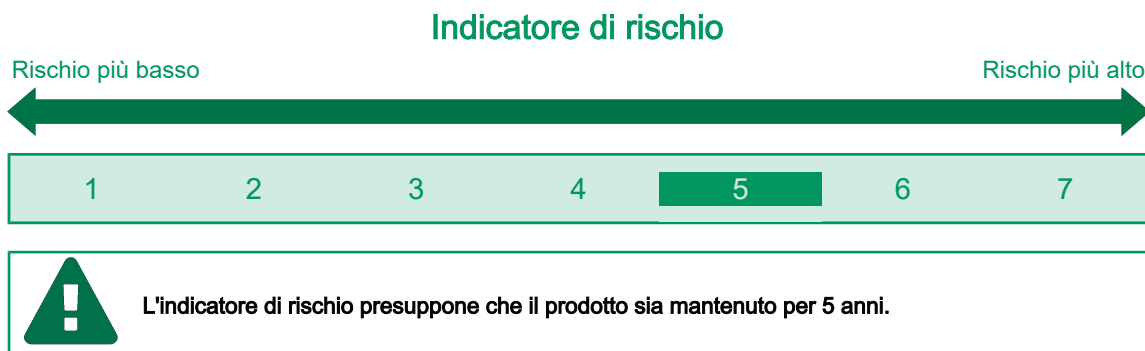 Indicatore di rischio
Rischio più basso Rischio più alto
1 2 3 4 5 6 7
L'indicatore di rischio presuppone che il prodotto sia mantenuto per 5 anni.